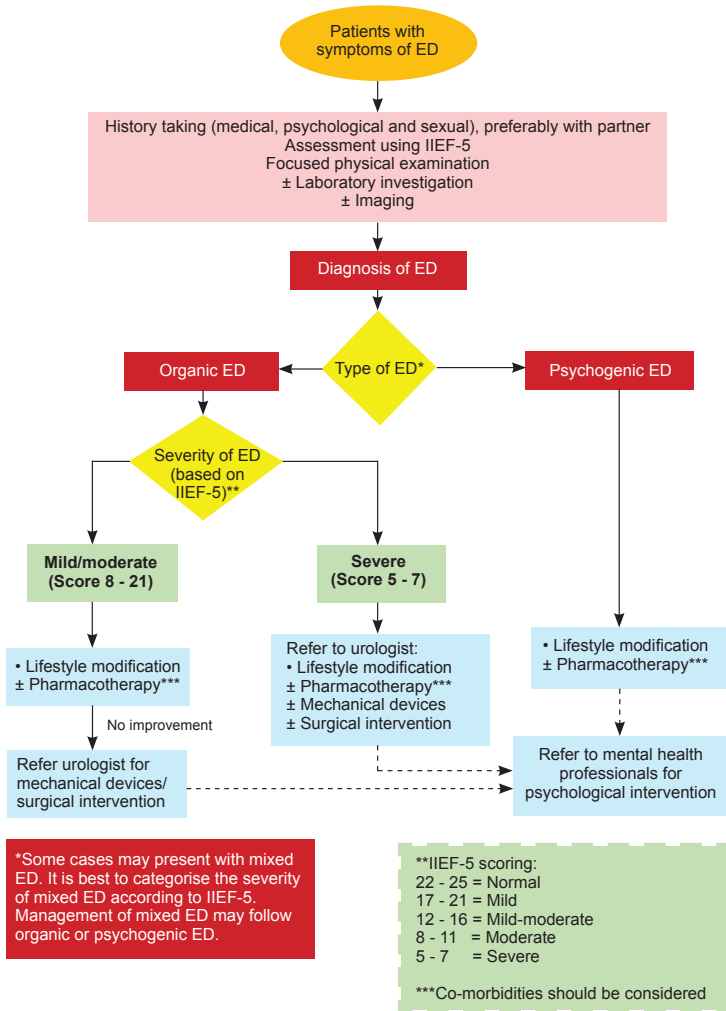 Patients with
symptoms of ED
History taking (medical, psychological and sexual), preferably with partner
Assessment using IIEF-5
Focused physical examination
± Laboratory investigation
± Imaging
Diagnosis of ED
Organic ED
Type of ED*
Psychogenic ED
Severity of ED
(based on
IIEF-5)**
Mild/moderate
(Score 8 - 21)
Severe
(Score 5 - 7)
• Lifestyle modification
± Pharmacotherapy***
Refer to urologist:
• Lifestyle modification
± Pharmacotherapy***
± Mechanical devices
± Surgical intervention
• Lifestyle modification
± Pharmacotherapy***
No improvement
Refer urologist for
mechanical devices/
surgical intervention
Refer to mental health
professionals for
psychological intervention
*Some cases may present with mixed
ED. It is best to categorise the severity
of mixed ED according to IIEF-5.
Management of mixed ED may follow
organic or psychogenic ED.
**IIEF-5 scoring:
22 - 25 = Normal
17 - 21 = Mild
12 - 16 = Mild-moderate
8 - 11 = Moderate
5 - 7 = Severe
***Co-morbidities should be considered